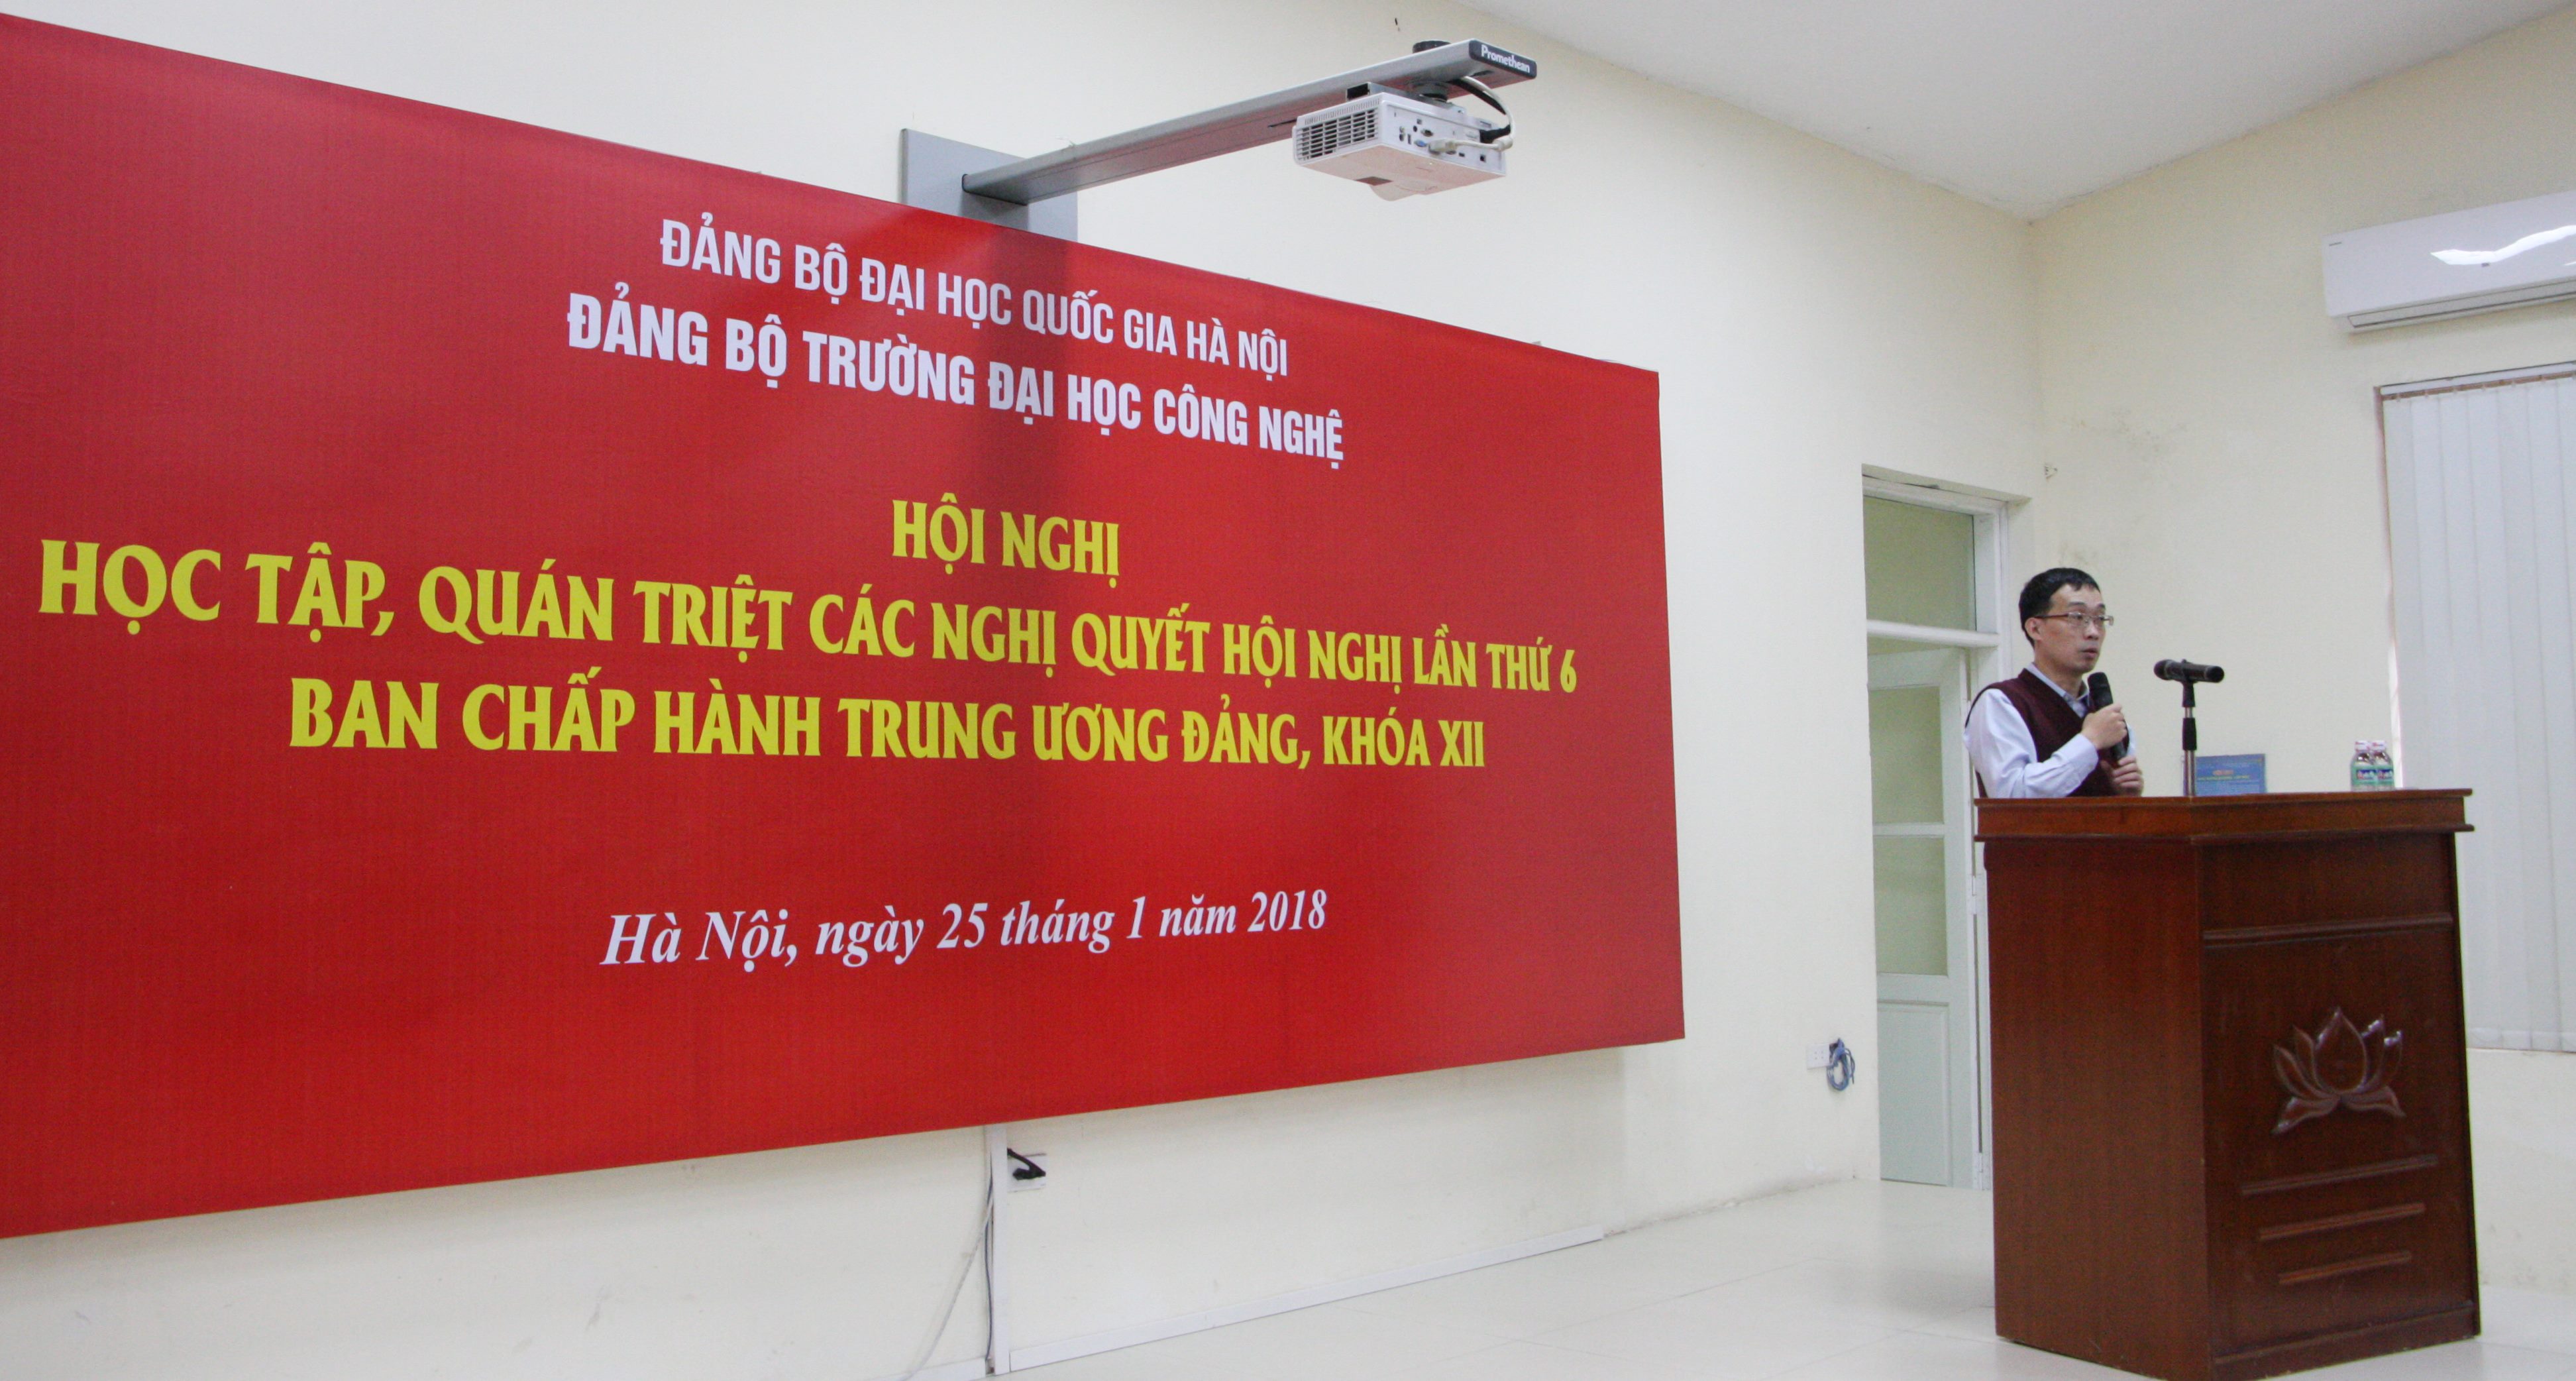 Promethean
ĐẢNG BỘ ĐẠI HỌC QUỐC GIA HÀ NỘI
ĐẢNG BỘ TRƯỜNG ĐẠI HỌC CÔNG NGHỆ
HỘI NGHỊ
HỌC TẬP, QUÁN TRIỆT CÁC NGHỊ QUYẾT HỘI NGHỊ LẦN THỨ 6
BAN CHẤP HÀNH TRUNG ƯƠNG ĐẢNG, KHÓA XII
Hà Nội, ngày 25 tháng 1 năm 2018